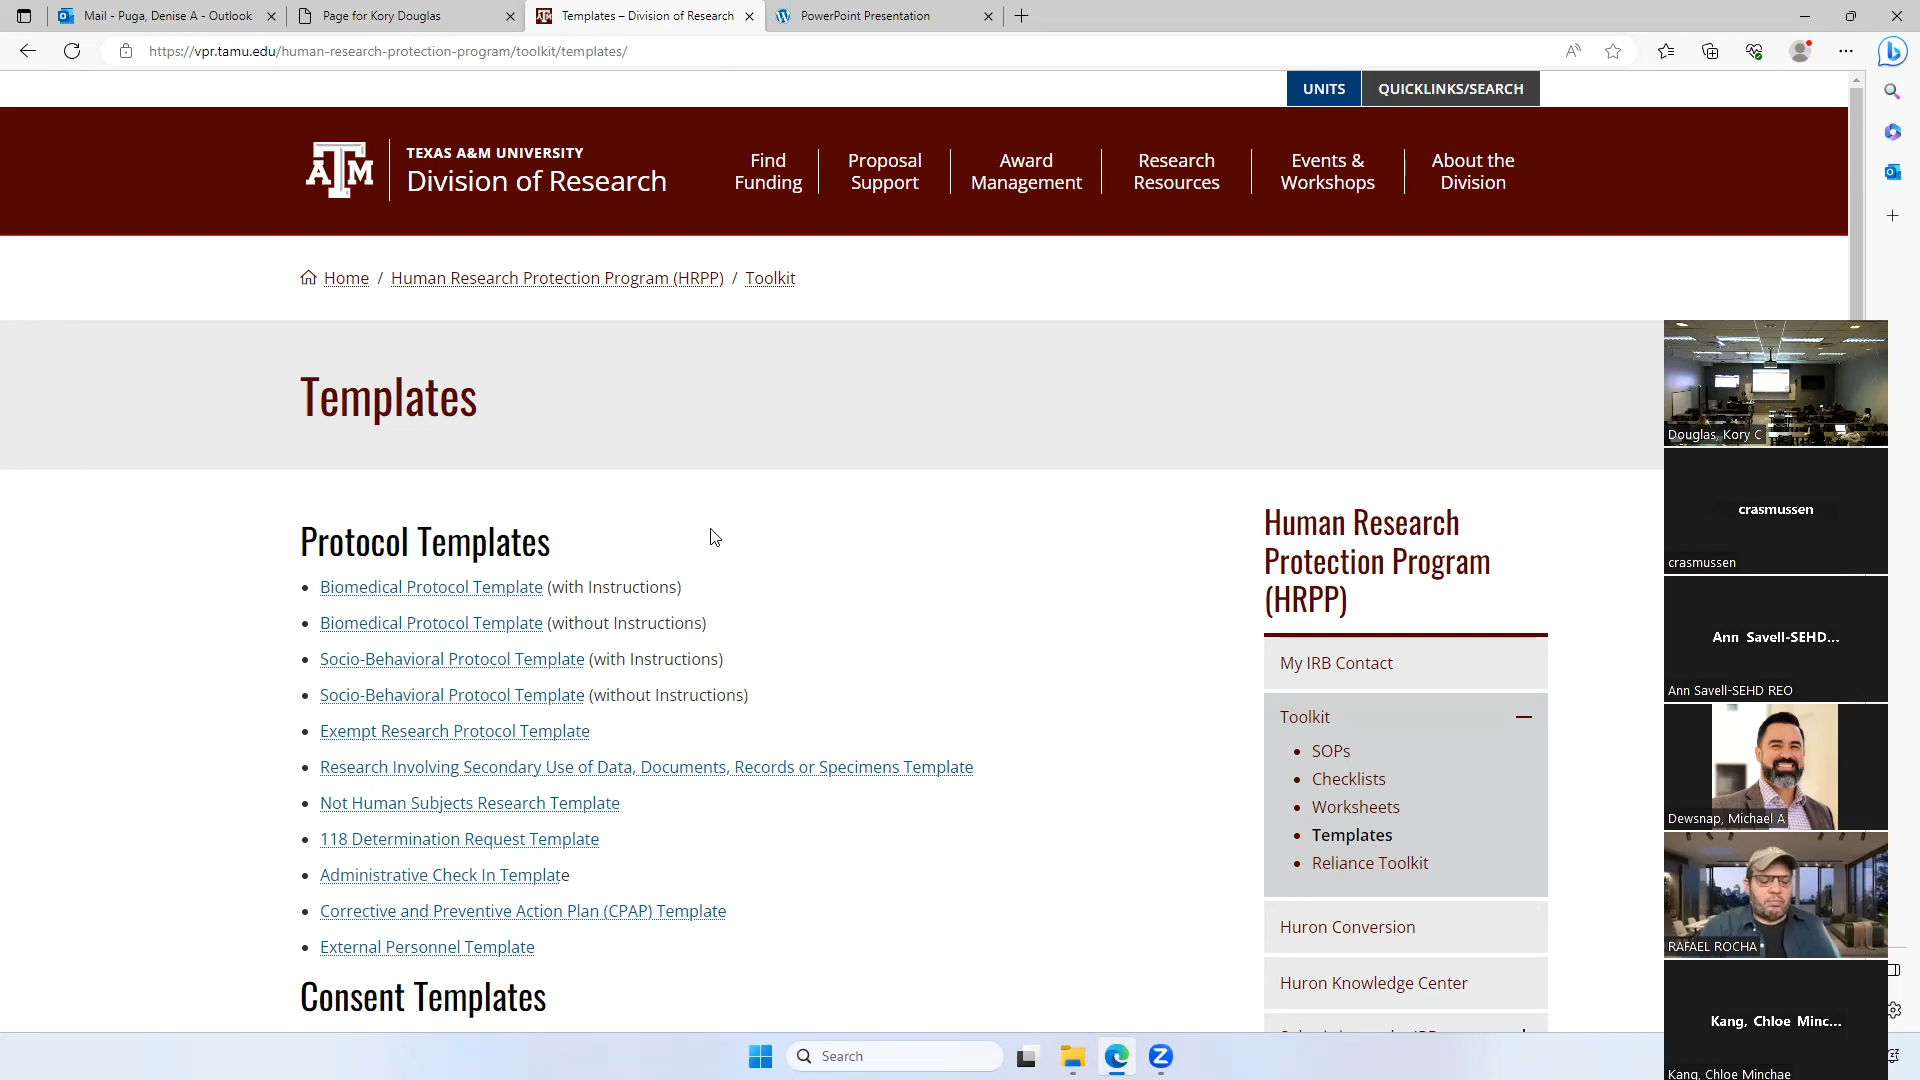 Mail - Puga, Denise A - Outlook
Page for Kory Douglas
Templates – Division of Research
PowerPoint Presentation
https://vpr.tamu.edu/human-research-protection-program/toolkit/templates/
UNITS
QUICKLINKS/SEARCH
TEXAS A&M UNIVERSITY
Division of Research
Find
Funding
Proposal
Support
Award
Management
Research
Resources
Events &
Workshops
About the
Division
Home / Human Research Protection Program (HRPP) / Toolkit
Templates
Protocol Templates
Biomedical Protocol Template (with Instructions)
Biomedical Protocol Template (without Instructions)
Socio-Behavioral Protocol Template (with Instructions)
Socio-Behavioral Protocol Template (without Instructions)
Exempt Research Protocol Template
Research Involving Secondary Use of Data, Documents, Records or Specimens Template
Not Human Subjects Research Template
118 Determination Request Template
Administrative Check In Template
Corrective and Preventive Action Plan (CPAP) Template
External Personnel Template
Consent Templates
Human Research
Protection Program
(HRPP)
My IRB Contact
Toolkit
SOPs
Checklists
Worksheets
Templates
Reliance Toolkit
Huron Conversion
Huron Knowledge Center
Douglas, Kory C
crasmussen
crasmussen
Ann Savell-SEHD...
Ann Savell-SEHD REO
Dewsnap, Michael A
RAFAEL ROCHA
Kang, Chloe Minc...
Kang, Chloe Minchae
Search